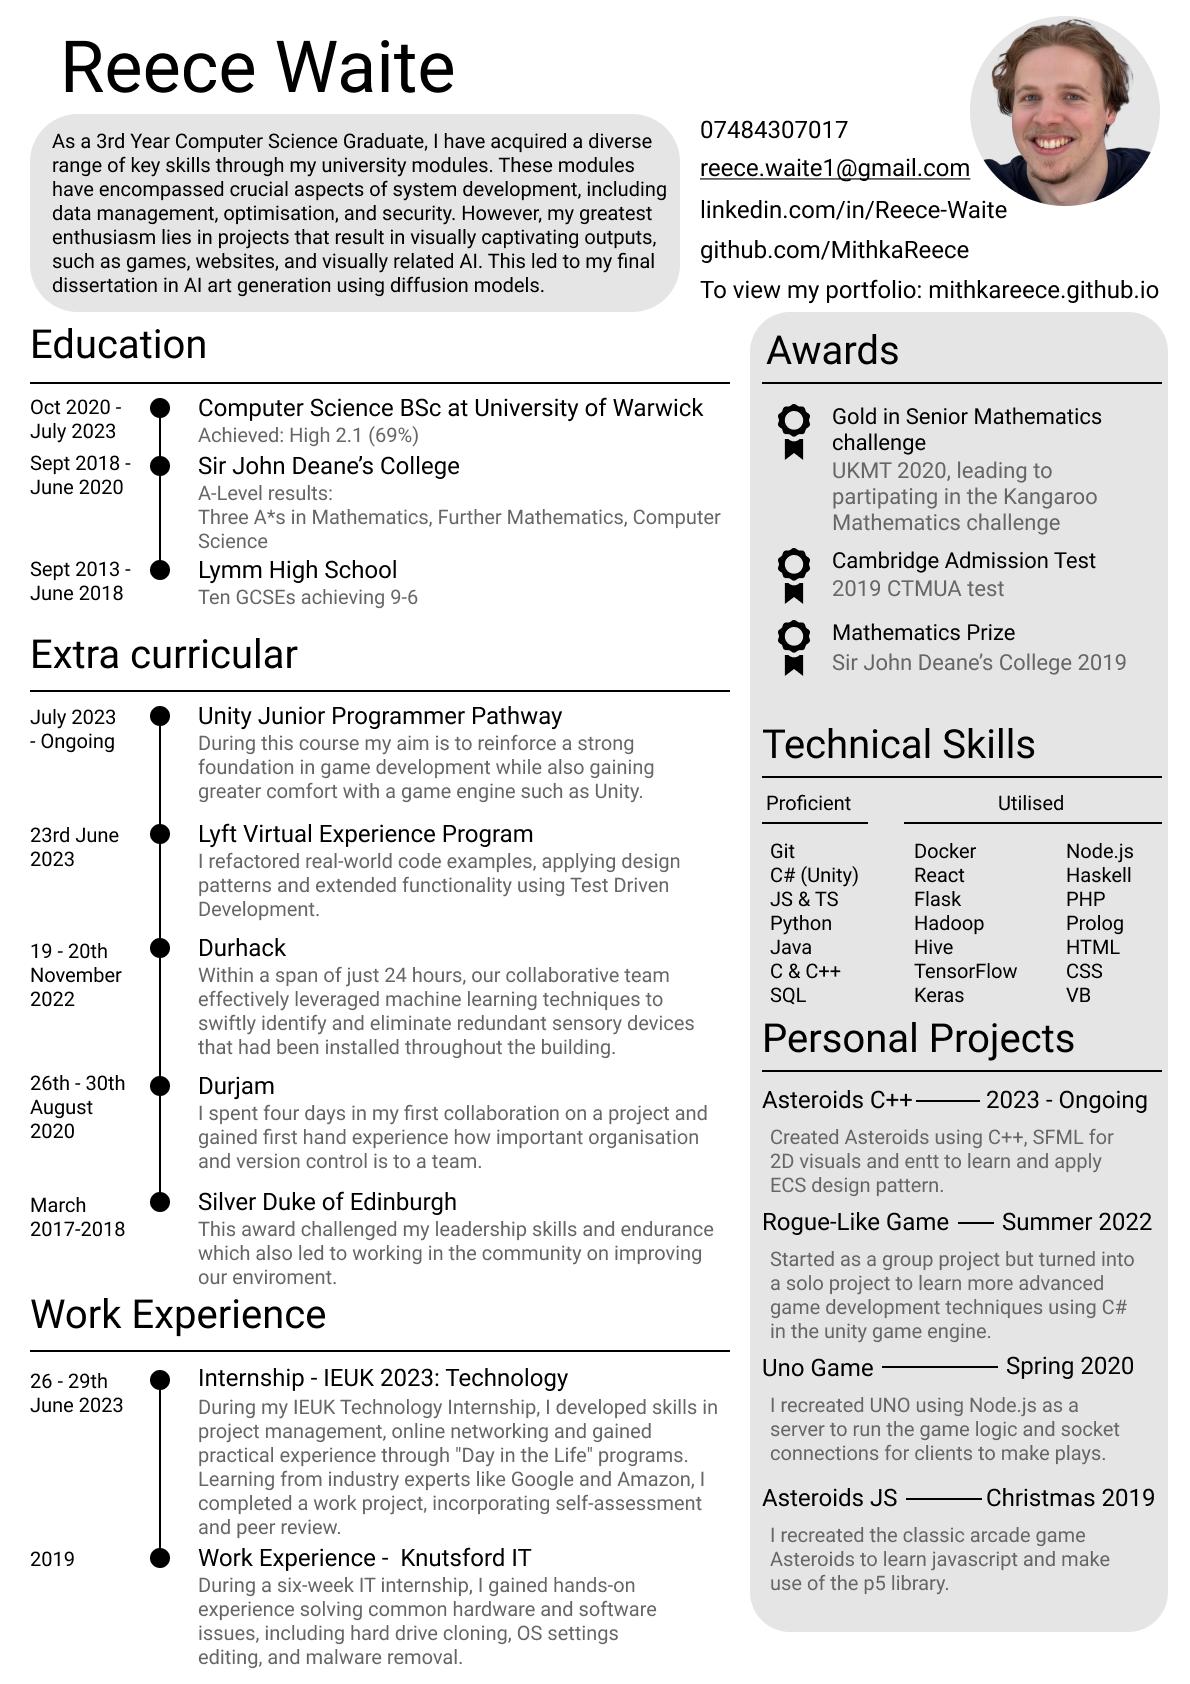 Reece Waite
As a 3rd Year Computer Science Graduate, I have acquired a diverse
range of key skills through my university modules. These modules
have encompassed crucial aspects of system development, including
data management, optimisation, and security. However, my greatest
enthusiasm lies in projects that result in visually captivating outputs,
such as games, websites, and visually related AI. This led to my final
dissertation in AI art generation using diffusion models.
07484307017
reece.waite1@gmail.com
linkedin.com/in/Reece-Waite
github.com/MithkaReece
To view my portfolio: mithkareece.github.io
Education
Oct 2020 -
July 2023
Computer Science BSc at University of Warwick
Achieved: High 2.1 (69%)
Sept 2018 -
June 2020
Sir John Deane's College
A-Level results:
Three A*s in Mathematics, Further Mathematics, Computer
Science
Sept 2013 -
June 2018
Lymm High School
Ten GCSEs achieving 9-6
Extra curricular
July 2023
- Ongoing
Unity Junior Programmer Pathway
During this course my aim is to reinforce a strong
foundation in game development while also gaining
greater comfort with a game engine such as Unity.
23rd June
2023
Lyft Virtual Experience Program
I refactored real-world code examples, applying design
patterns and extended functionality using Test Driven
Development.
19 - 20th
November
2022
Durhack
Within a span of just 24 hours, our collaborative team
effectively leveraged machine learning techniques to
swiftly identify and eliminate redundant sensory devices
that had been installed throughout the building.
26th - 30th
August
2020
Durjam
I spent four days in my first collaboration on a project and
gained first hand experience how important organisation
and version control is to a team.
March
2017-2018
Silver Duke of Edinburgh
This award challenged my leadership skills and endurance
which also led to working in the community on improving
our enviroment.
Work Experience
26 - 29th
June 2023
Internship - IEUK 2023: Technology
During my IEUK Technology Internship, I developed skills in
project management, online networking and gained
practical experience through "Day in the Life" programs.
Learning from industry experts like Google and Amazon, I
completed a work project, incorporating self-assessment
and peer review.
2019
Work Experience - Knutsford IT
During a six-week IT internship, I gained hands-on
experience solving common hardware and software
issues, including hard drive cloning, OS settings
editing, and malware removal.
Awards
Gold in Senior Mathematics
challenge
UKMT 2020, leading to
partipating in the Kangaroo
Mathematics challenge
Cambridge Admission Test
2019 CTMUA test
Mathematics Prize
Sir John Deane's College 2019
Technical Skills
Proficient Utilised
Git Docker Node.js
C# (Unity) React Haskell
JS & TS Flask PHP
Python Hadoop Prolog
Java Hive HTML
C & C++ TensorFlow CSS
SQL Keras VB
Personal Projects
Asteroids C++ 2023 - Ongoing
Created Asteroids using C++, SFML for
2D visuals and entt to learn and apply
ECS design pattern.
Rogue-Like Game Summer 2022
Started as a group project but turned into
a solo project to learn more advanced
game development techniques using C#
in the unity game engine.
Uno Game Spring 2020
I recreated UNO using Node.js as a
server to run the game logic and socket
connections for clients to make plays.
Asteroids JS Christmas 2019
I recreated the classic arcade game
Asteroids to learn javascript and make
use of the p5 library.